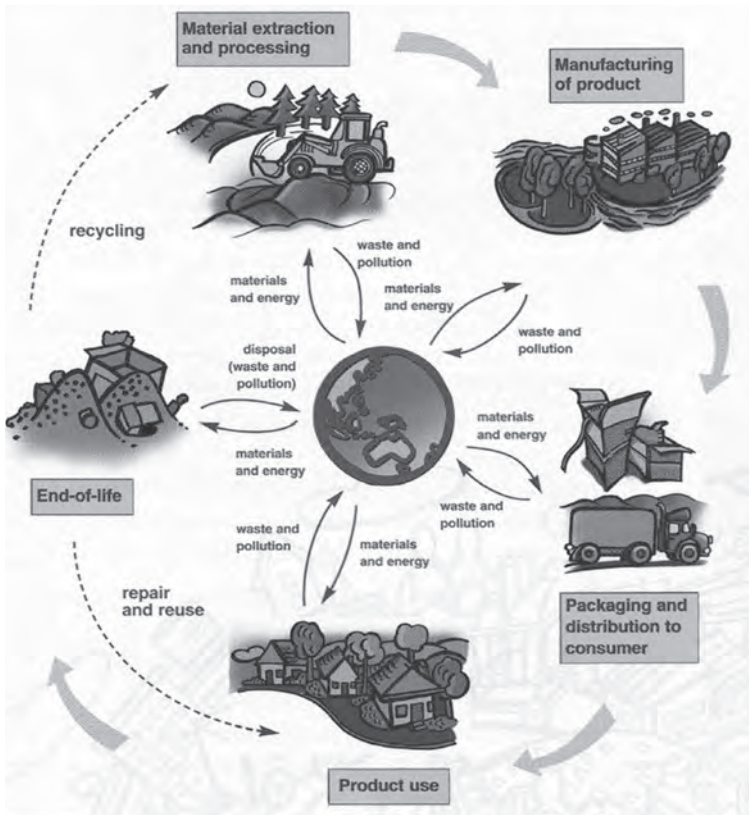 Material extraction
and processing
Manufacturing
of product
recycling
waste and
pollution
materials
and energy
materials
and energy
waste and
pollution
disposal
(waste and
pollution)
materials
and energy
materials
and energy
waste and
pollution
End-of-life
waste and
pollution
materials
and energy
repair
and reuse
Packaging and
distribution to
consumer
Product use